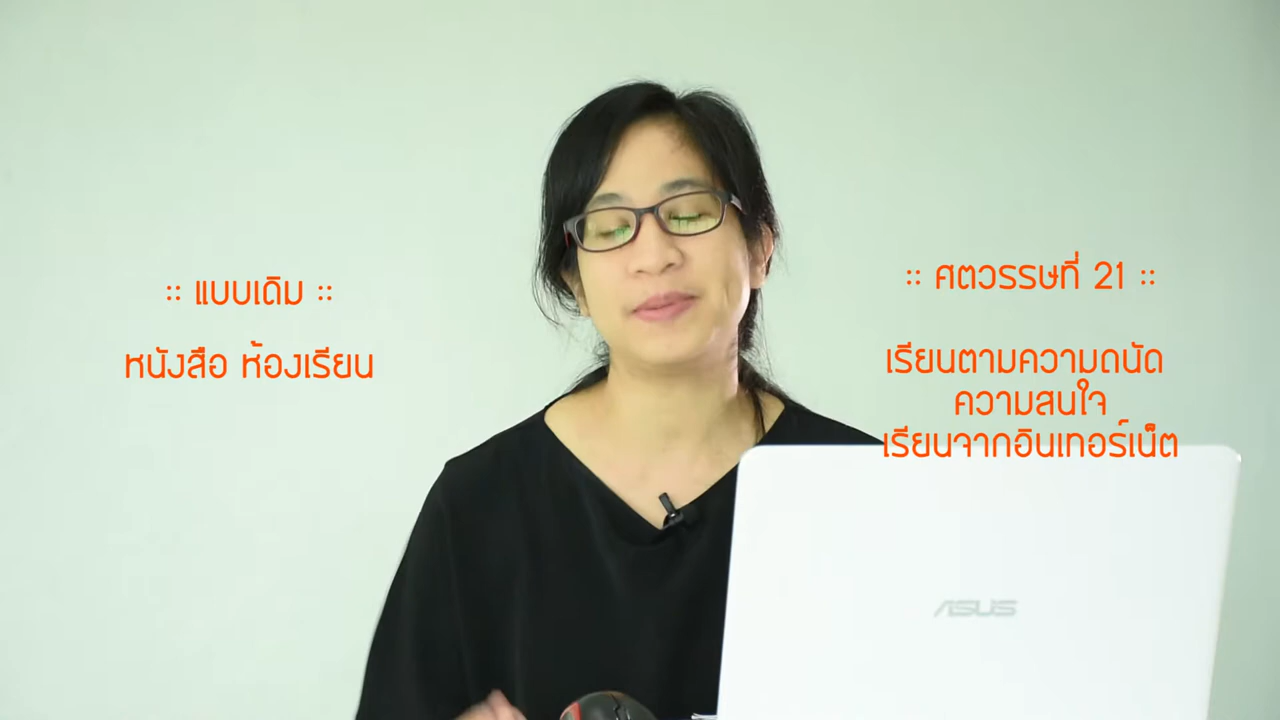 :: แบบเดิม ::
หนังสือ ห้องเรียน
:: ศตวรรษที่ 21 ::
เรียนตามความถนัด
ความสนใจ
เรียนจากอินเทอร์เน็ต
ASUS